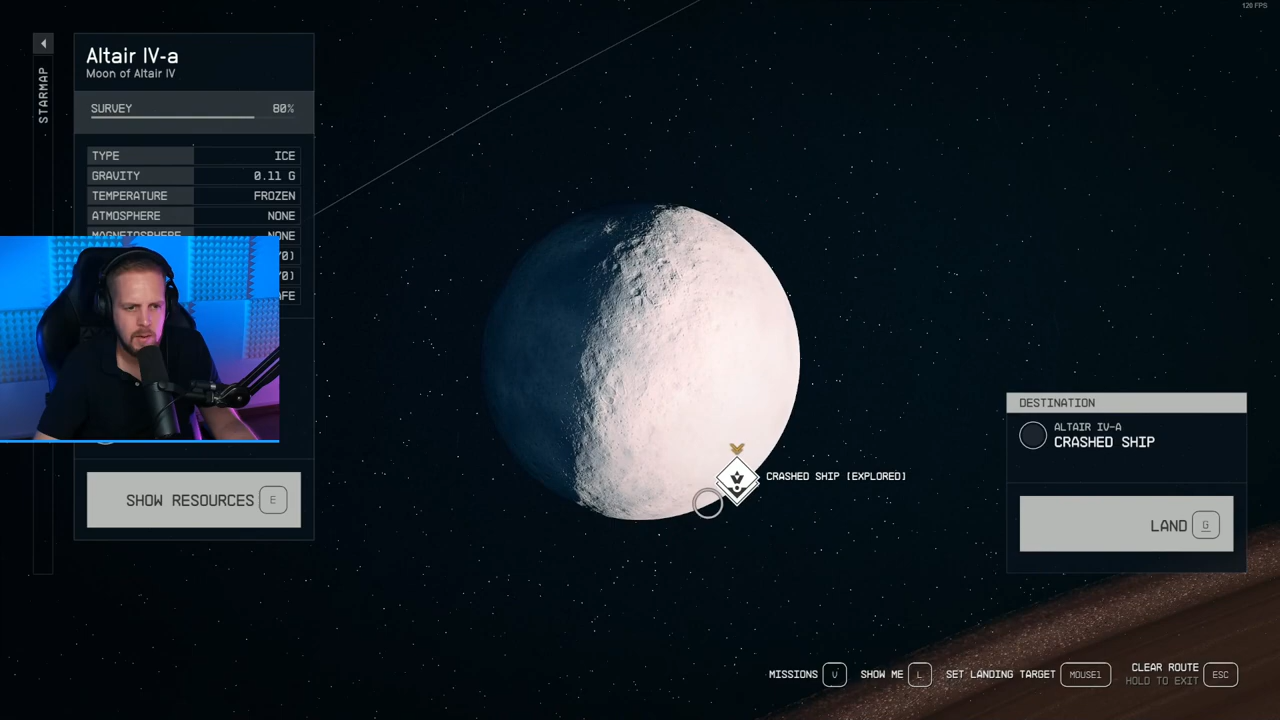 120 FPS
Altair IV-a
Moon of Altair IV
STARMAP
SURVEY 80%
TYPE ICE
GRAVITY 0.11 G
TEMPERATURE FROZEN
ATMOSPHERE NONE
MAGNETOSPHERE NONE
SHOW RESOURCES E
CRASHED SHIP [EXPLORED]
DESTINATION
ALTAIR IV-A
CRASHED SHIP
LAND G
MISSIONS V
SHOW ME L
SET LANDING TARGET MOUSE1
CLEAR ROUTE
HOLD TO EXIT
ESC